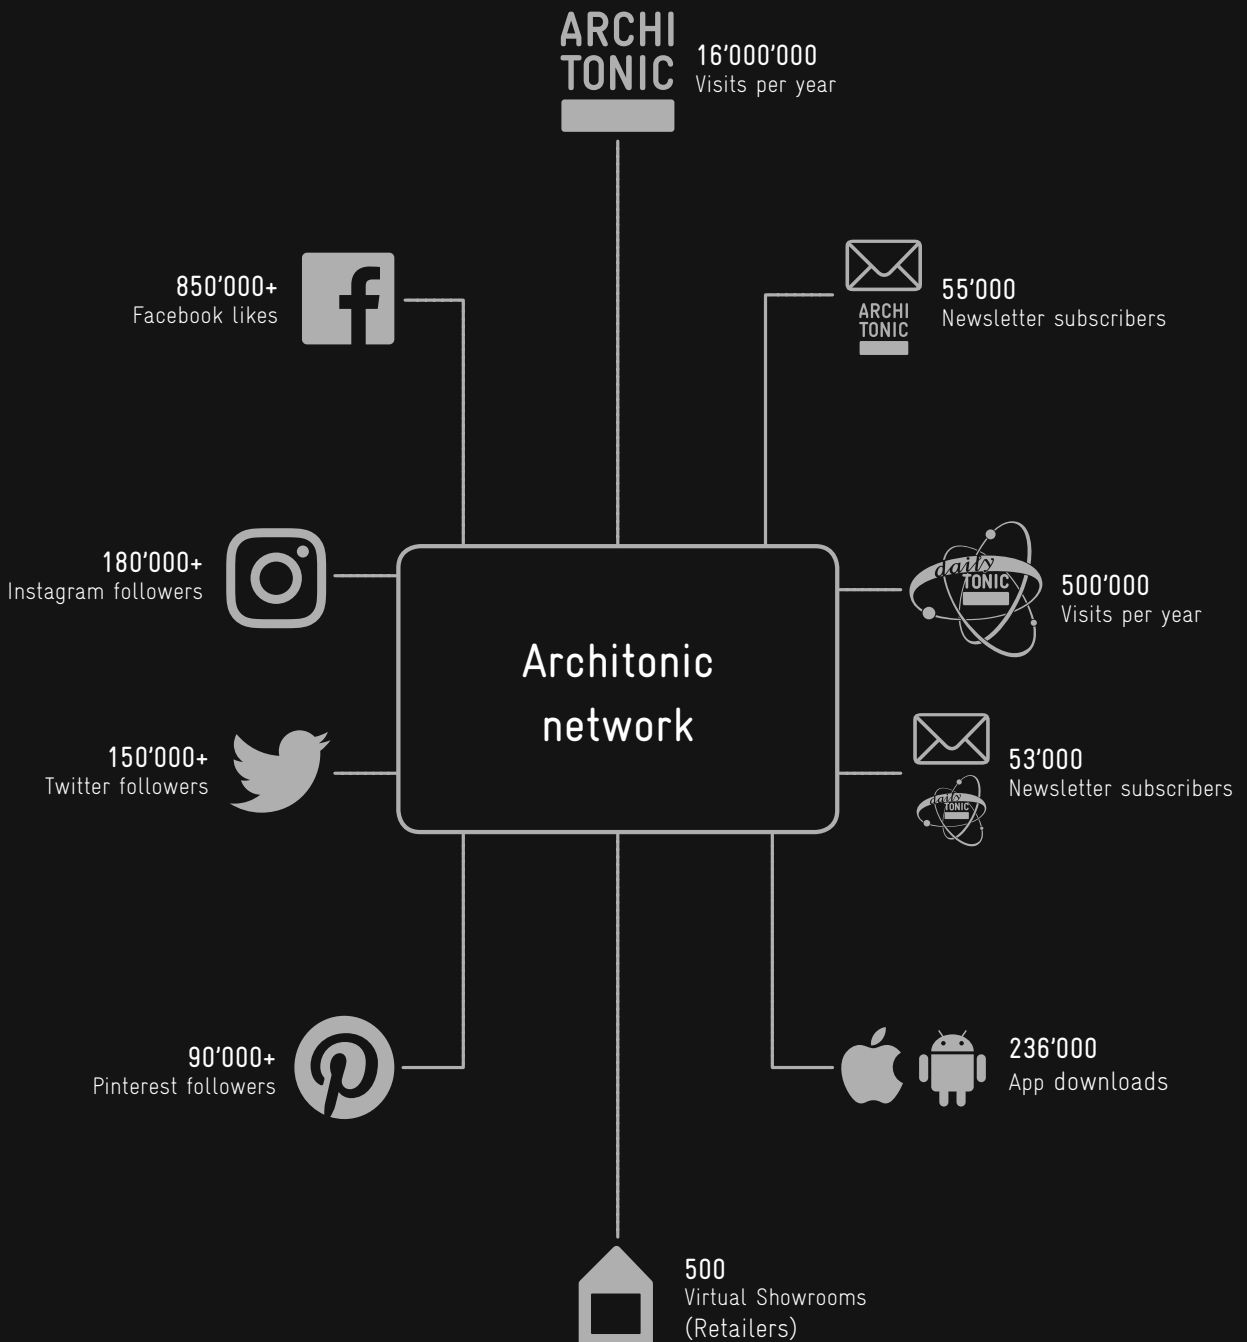 ARCHI
TONIC
16’000’000
Visits per year
850’000+
Facebook likes
55’000
Newsletter subscribers
ARCHI
TONIC
180’000+
Instagram followers
daily
TONIC
500’000
Visits per year
Architonic
network
150’000+
Twitter followers
53’000
Newsletter subscribers
daily
TONIC
90’000+
Pinterest followers
236’000
App downloads
500
Virtual Showrooms
(Retailers)